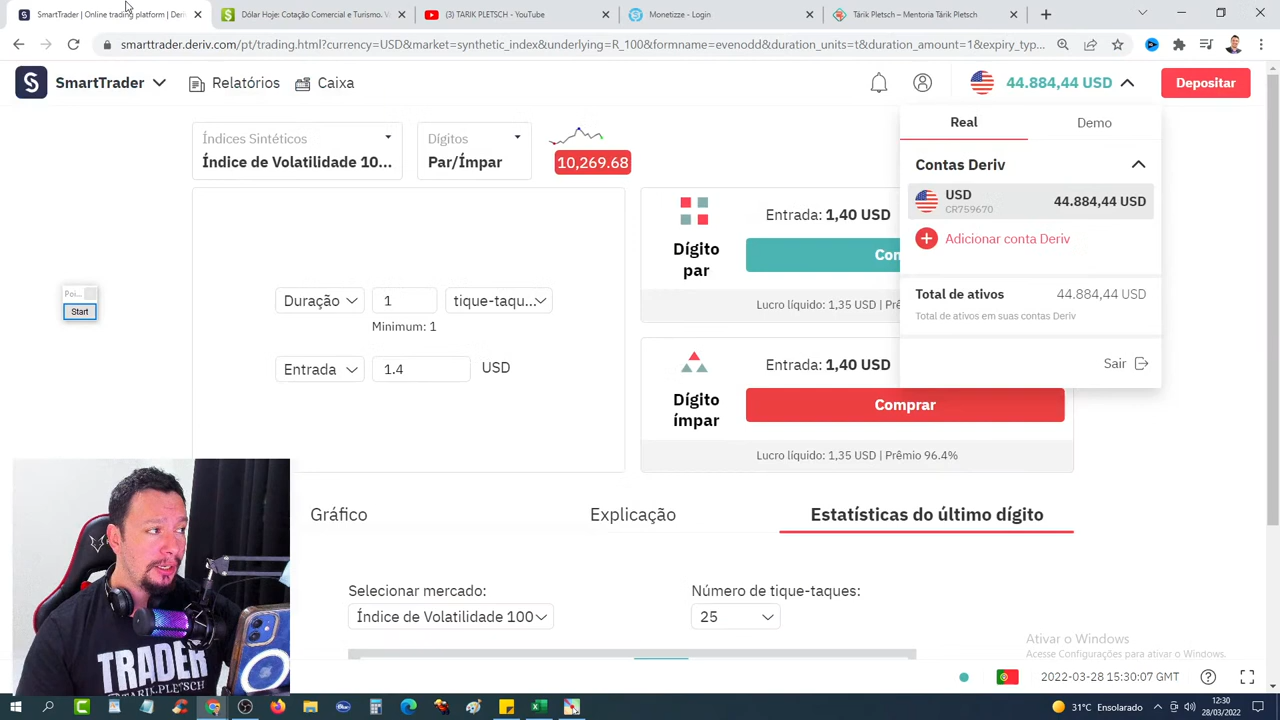 SmartTrader | Online trading platform | Deri
Dólar Hoje: Cotação Comercial e Turismo. V
(3) TARIK PLETSCH - YouTube
Monetizze - Login
Tárik Pletsch – Mentoria Tárik Pletsch
smarttrader.deriv.com/pt/trading.html?currency=USD&market=synthetic_index&underlying=R_100&formname=evenodd&duration_units=t&duration_amount=1&expiry_typ...
SmartTrader
Relatórios
Caixa
44.884,44 USD
Depositar
Real
Demo
Contas Deriv
USD
CR759670
44.884,44 USD
Adicionar conta Deriv
Total de ativos
44.884,44 USD
Total de ativos em suas contas Deriv
Sair
Índices Sintéticos
Índice de Volatilidade 10...
Dígitos
Par/Ímpar
10,269.68
Poi...
Start
Duração
1
tique-taqu...
Minimum: 1
Entrada
1.4
USD
Dígito
par
Entrada: 1,40 USD
Com
Lucro líquido: 1,35 USD | Prêm
Dígito
ímpar
Entrada: 1,40 USD
Comprar
Lucro líquido: 1,35 USD | Prêmio 96.4%
Gráfico
Explicação
Estatísticas do último dígito
Selecionar mercado:
Índice de Volatilidade 100
Número de tique-taques:
25
Ativar o Windows
Acesse Configurações para ativar o Windows.
2022-03-28 15:30:07 GMT
TRADER
TARIK.PLETSCH
31°C Ensolarado
12:30
28/03/2022